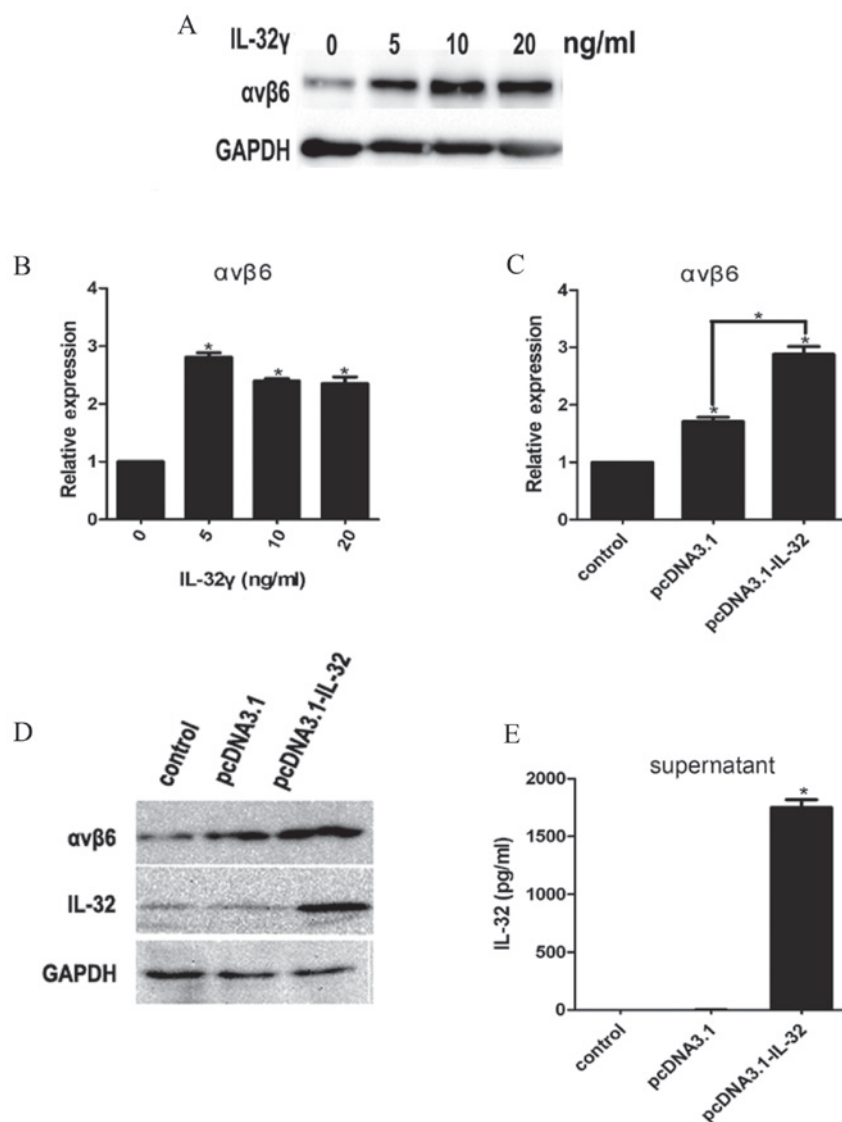 A
IL-32γ 0 5 10 20 ng/ml
αvβ6
GAPDH
B
αvβ6
Relative expression
4
3
2
1
0
*
*
*
0
5
10
20
IL-32γ (ng/ml)
C
αvβ6
Relative expression
4
3
2
1
0
*
*
*
control
pcDNA3.1
pcDNA3.1-IL-32
D
control
pcDNA3.1
pcDNA3.1-IL-32
αvβ6
IL-32
GAPDH
E
supernatant
IL-32 (pg/ml)
2000
1500
1000
500
0
*
control
pcDNA3.1
pcDNA3.1-IL-32